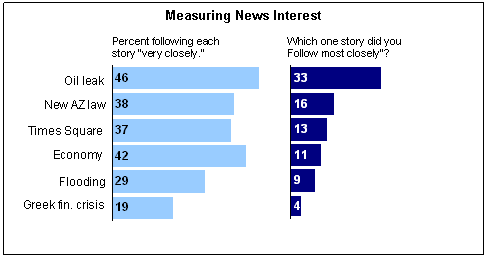 Measuring News Interest
Percent following each
story "very closely."
Which one story did you
Follow most closely"?
Oil leak 46 33
New AZ law 38 16
Times Square 37 13
Economy 42 11
Flooding 29 9
Greek fin. crisis 19 4